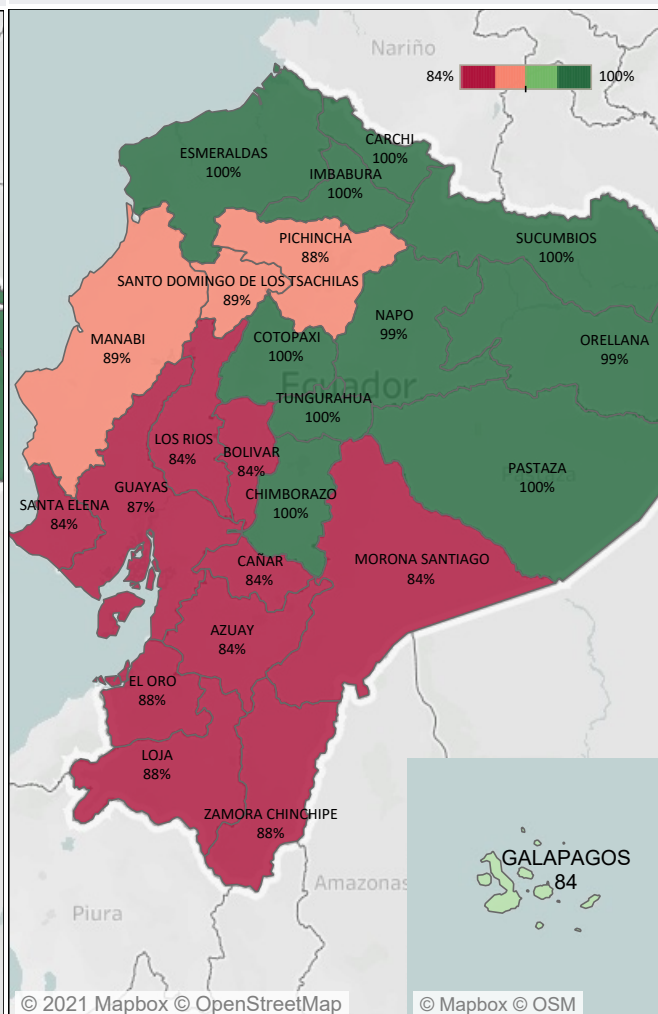 Nariño
84%
100%
CARCHI
100%
ESMERALDAS
100%
IMBABURA
100%
PICHINCHA
88%
SUCUMBIOS
100%
SANTO DOMINGO DE LOS TSACHILAS
89%
NAPO
99%
MANABI
89%
COTOPAXI
100%
ORELLANA
99%
Ecuador
TUNGURAHUA
100%
LOS RIOS
84%
BOLIVAR
84%
PASTAZA
100%
GUAYAS
87%
CHIMBORAZO
100%
SANTA ELENA
84%
CAÑAR
84%
MORONA SANTIAGO
84%
AZUAY
84%
EL ORO
88%
LOJA
88%
ZAMORA CHINCHIPE
88%
GALAPAGOS
84
Amazonas
Piura
© 2021 Mapbox © OpenStreetMap
© Mapbox © OSM